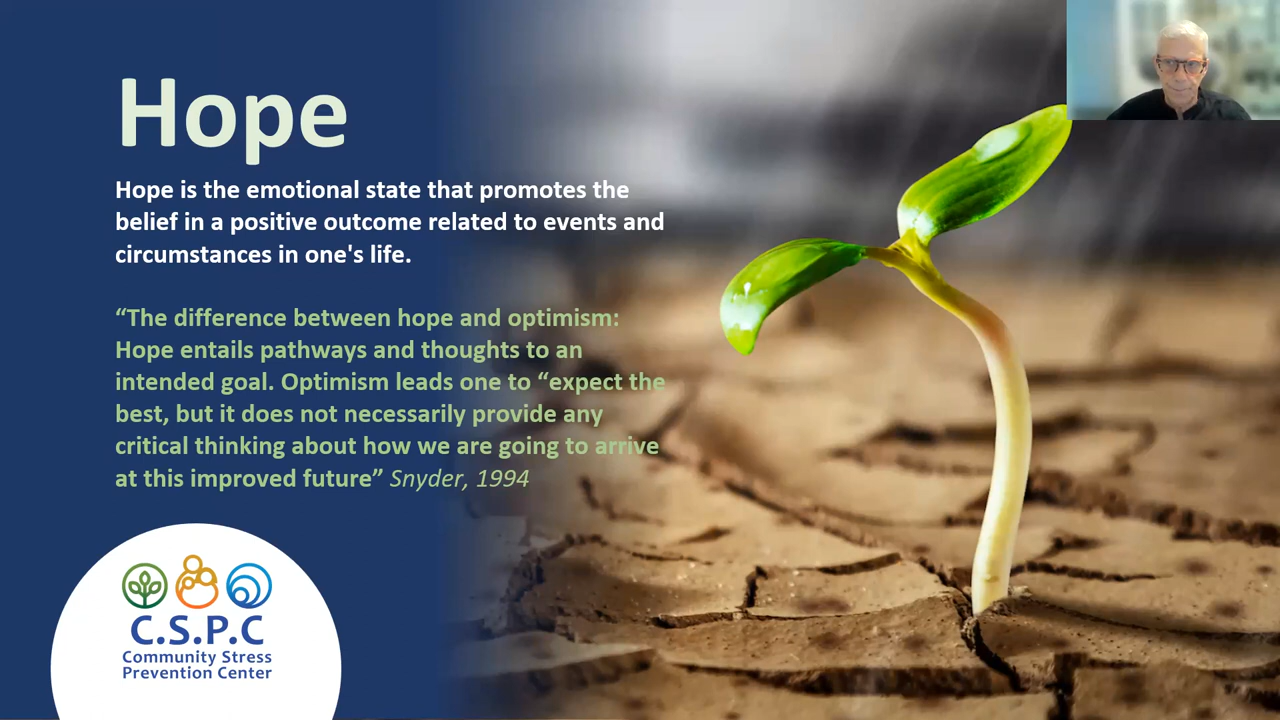 Hope
Hope is the emotional state that promotes the
belief in a positive outcome related to events and
circumstances in one's life.
“The difference between hope and optimism:
Hope entails pathways and thoughts to an
intended goal. Optimism leads one to “expect the
best, but it does not necessarily provide any
critical thinking about how we are going to arrive
at this improved future” Snyder, 1994
C.S.P.C
Community Stress
Prevention Center